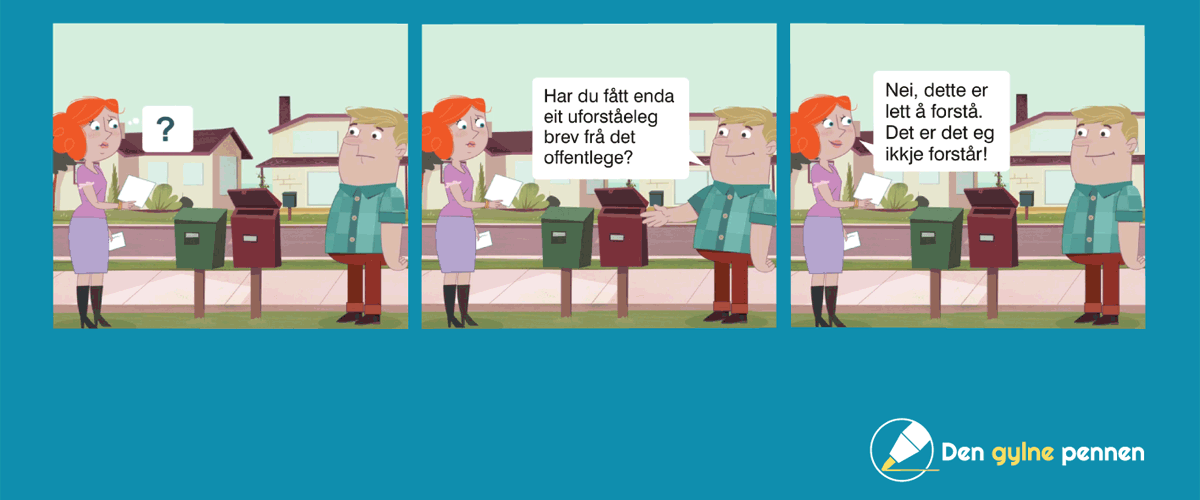 ?
Har du fått enda
eit uforståeleg
brev frå det
offentlege?
Nei, dette er
lett å forstå.
Det er det eg
ikkje forstår!
Den gylne pennen